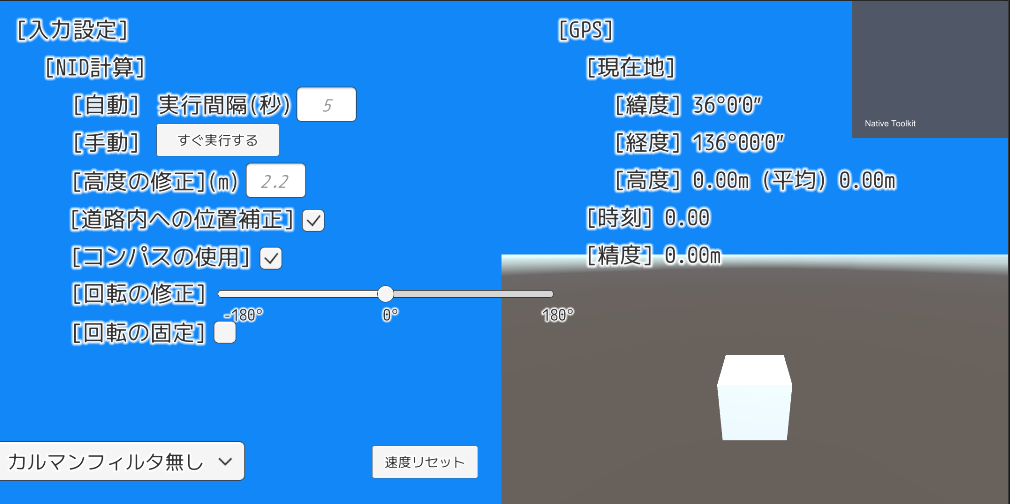 [入力設定]
[NID計算]
[自動] 実行間隔(秒) 5
[手動] すぐ実行する
[高度の修正](m) 2.2
[道路内への位置補正]
[コンパスの使用]
[回転の修正]
-180° 0° 180°
[回転の固定]
カルマンフィルタ無し
速度リセット
[GPS]
[現在地]
[緯度] 36°0′0″
[経度] 136°00′0″
[高度] 0.00m (平均) 0.00m
[時刻] 0.00
[精度] 0.00m
Native Toolkit